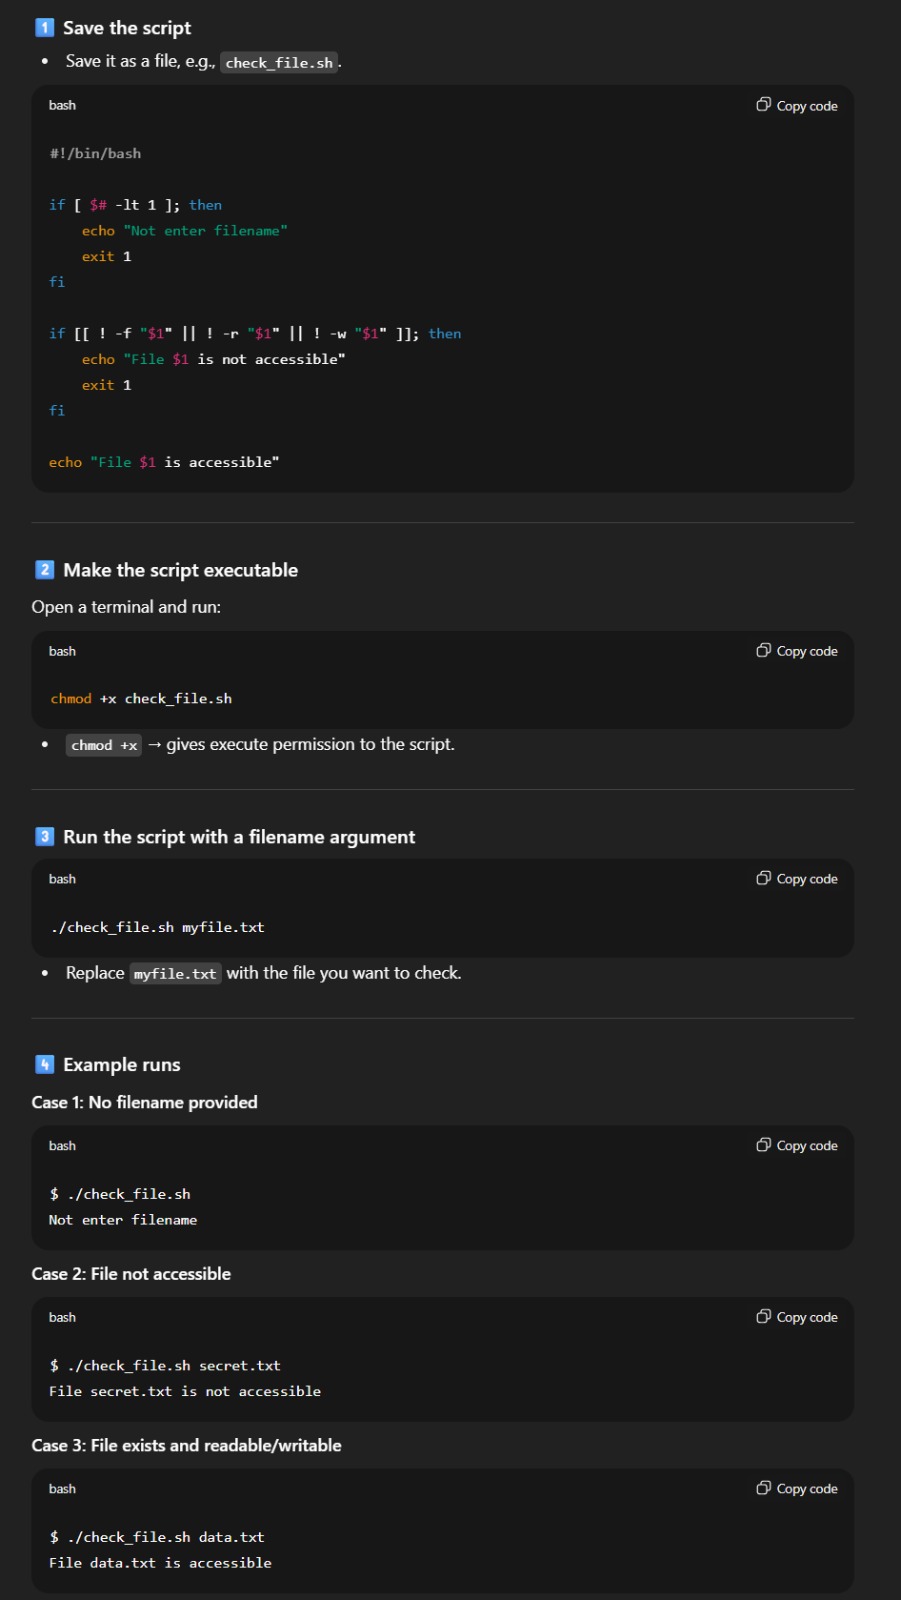 1 Save the script
• Save it as a file, e.g., check_file.sh.
bash Copy code
#!/bin/bash
if [ $# -lt 1 ]; then
echo "Not enter filename"
exit 1
fi
if [[ ! -f "$1" || ! -r "$1" || ! -w "$1" ]]; then
echo "File $1 is not accessible"
exit 1
fi
echo "File $1 is accessible"
2 Make the script executable
Open a terminal and run:
bash Copy code
chmod +x check_file.sh
• chmod +x → gives execute permission to the script.
3 Run the script with a filename argument
bash Copy code
./check_file.sh myfile.txt
• Replace myfile.txt with the file you want to check.
4 Example runs
Case 1: No filename provided
bash Copy code
$ ./check_file.sh
Not enter filename
Case 2: File not accessible
bash Copy code
$ ./check_file.sh secret.txt
File secret.txt is not accessible
Case 3: File exists and readable/writable
bash Copy code
$ ./check_file.sh data.txt
File data.txt is accessible